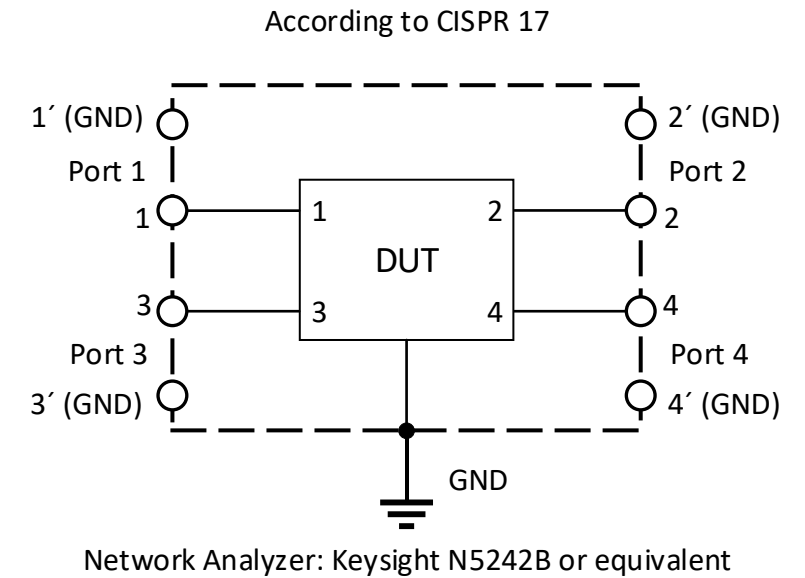 According to CISPR 17
1´ (GND)
2´ (GND)
Port 1
Port 2
1
1
2
2
DUT
3
3
4
4
Port 3
Port 4
3´ (GND)
4´ (GND)
GND
Network Analyzer: Keysight N5242B or equivalent